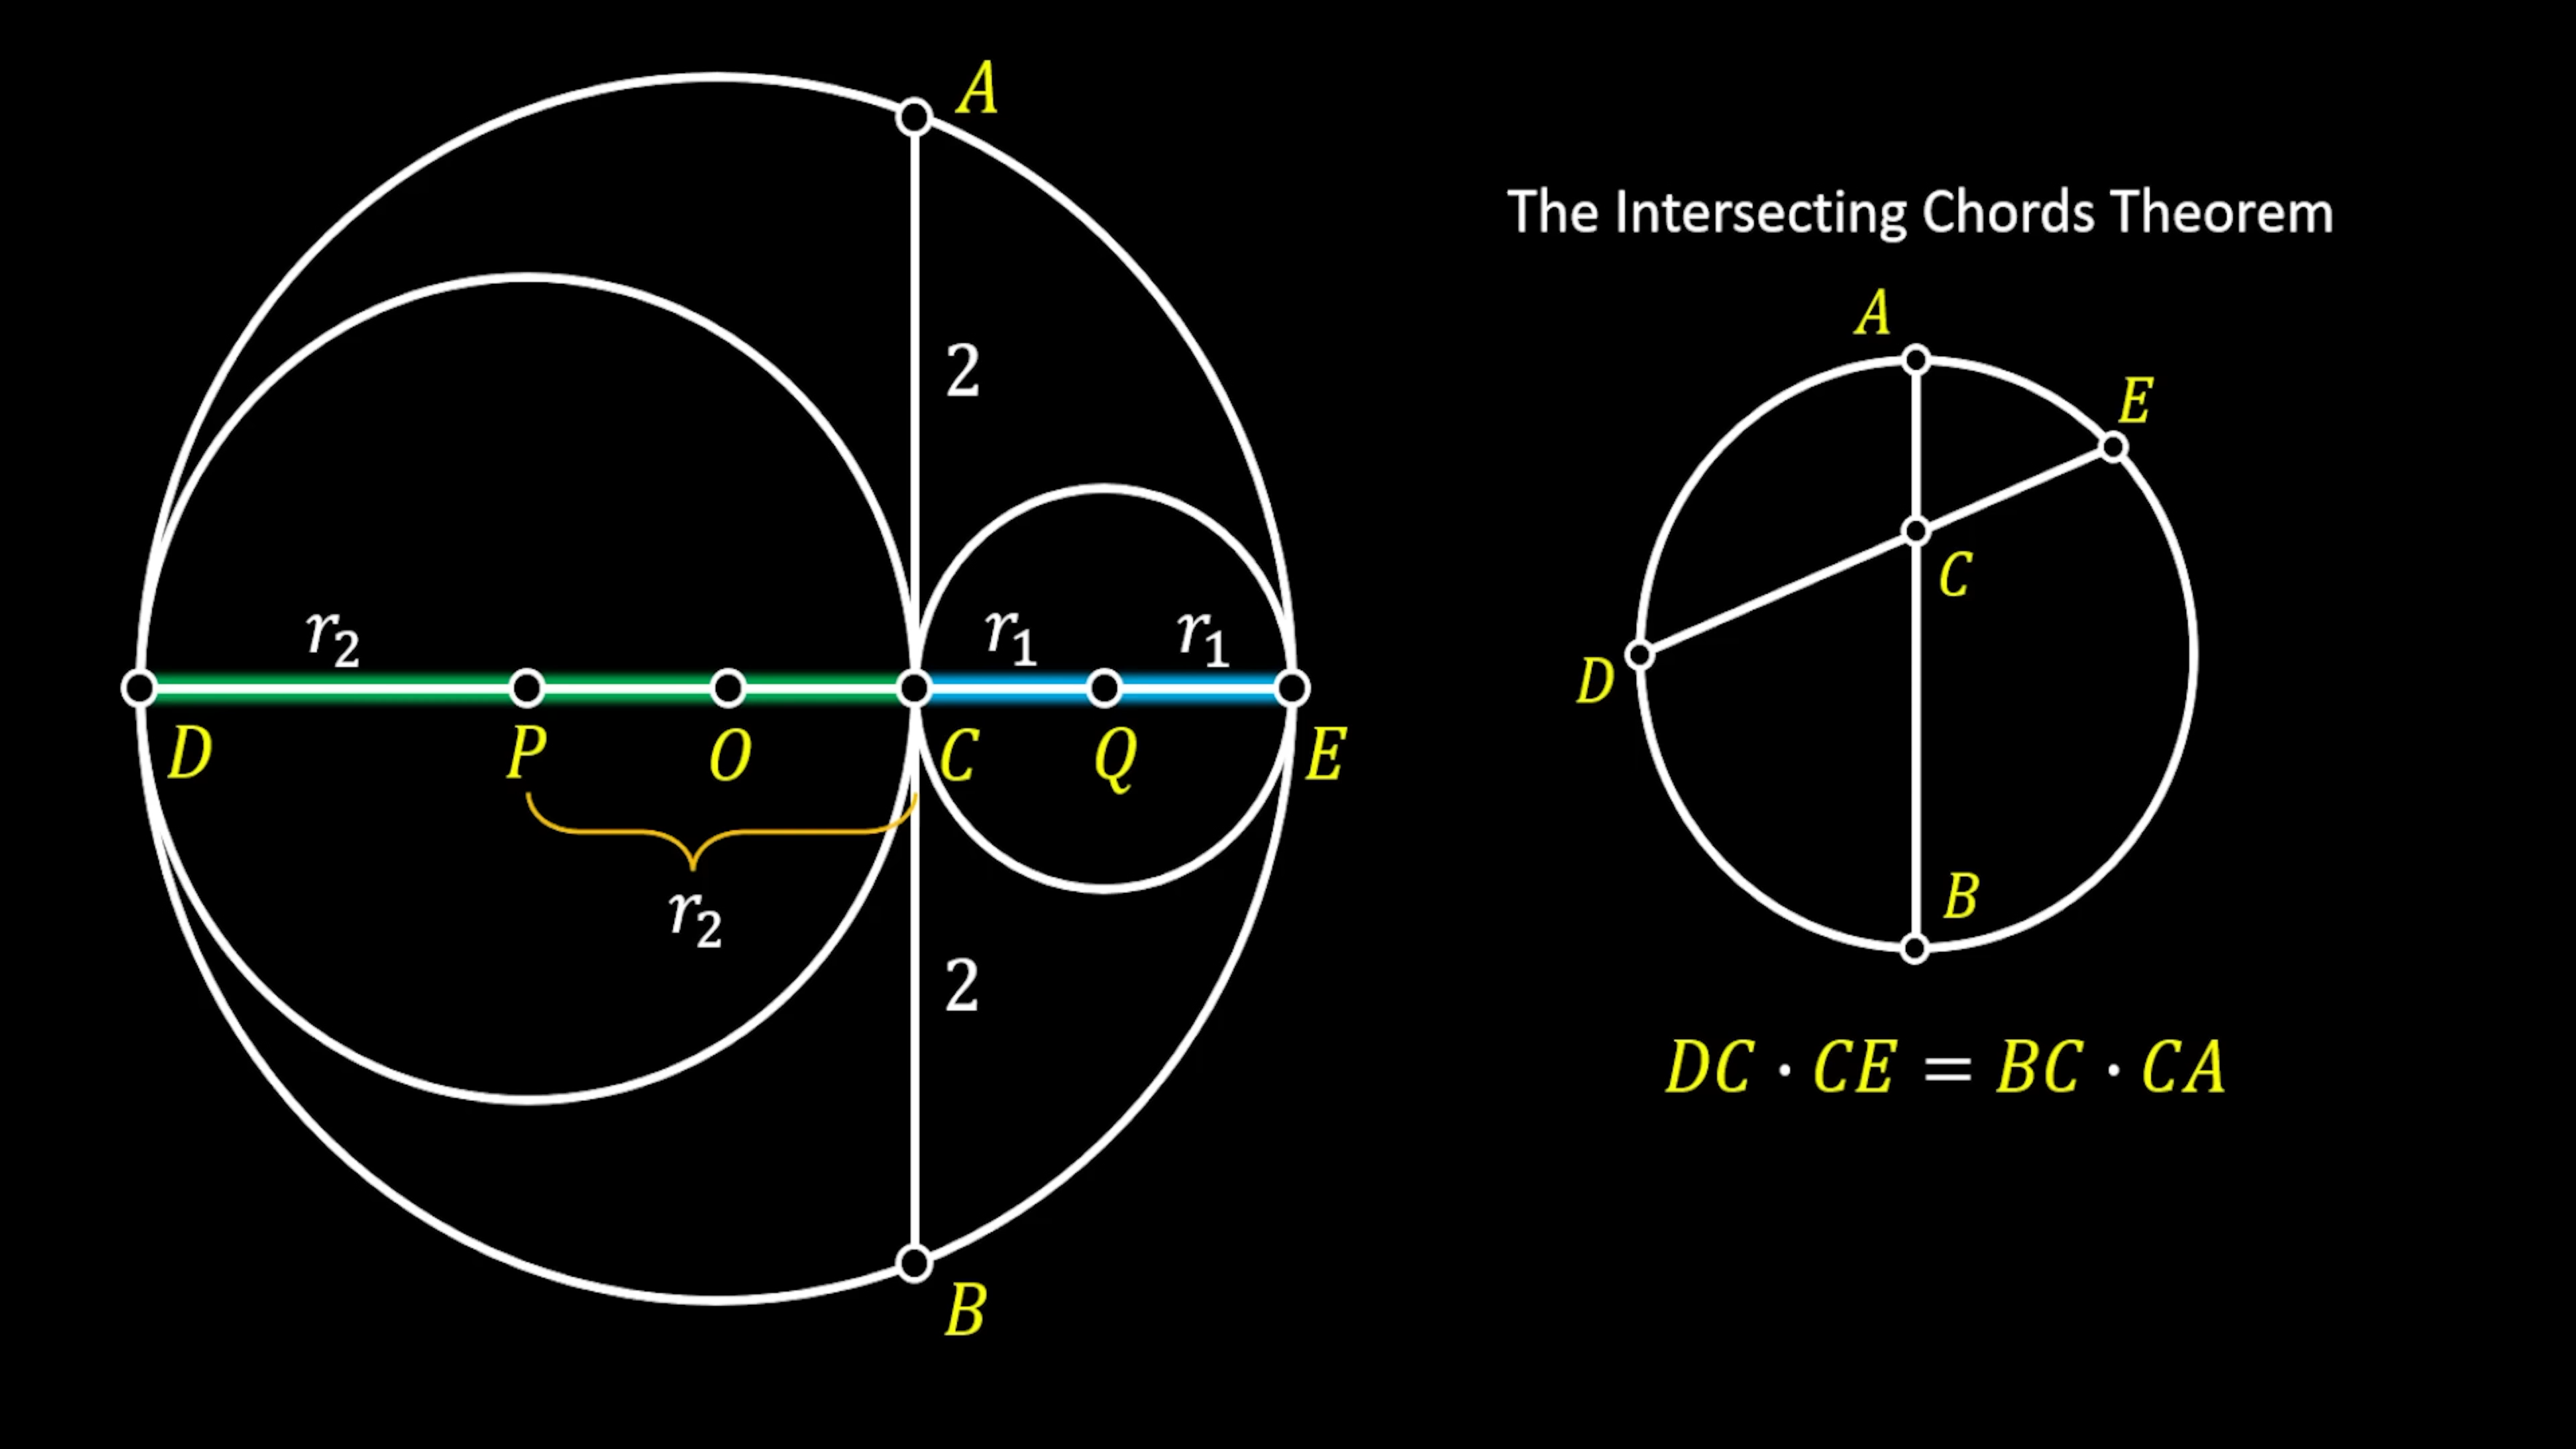 A
2
r₂
r₁ r₁
D P O C Q E
r₂
2
B
The Intersecting Chords Theorem
A
E
C
D
B
DC · CE = BC · CA